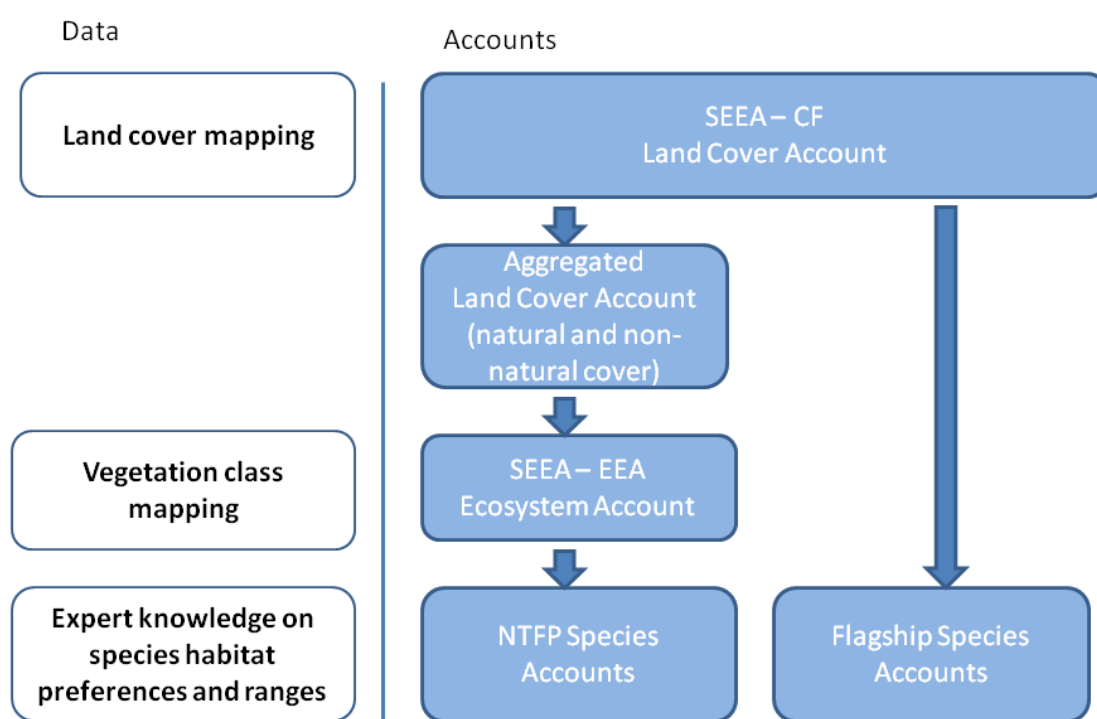 Data
Accounts
Land cover mapping
SEEA – CF
Land Cover Account
Aggregated
Land Cover Account
(natural and non-
natural cover)
Vegetation class
mapping
SEEA – EEA
Ecosystem Account
Expert knowledge on
species habitat
preferences and ranges
NTFP Species
Accounts
Flagship Species
Accounts